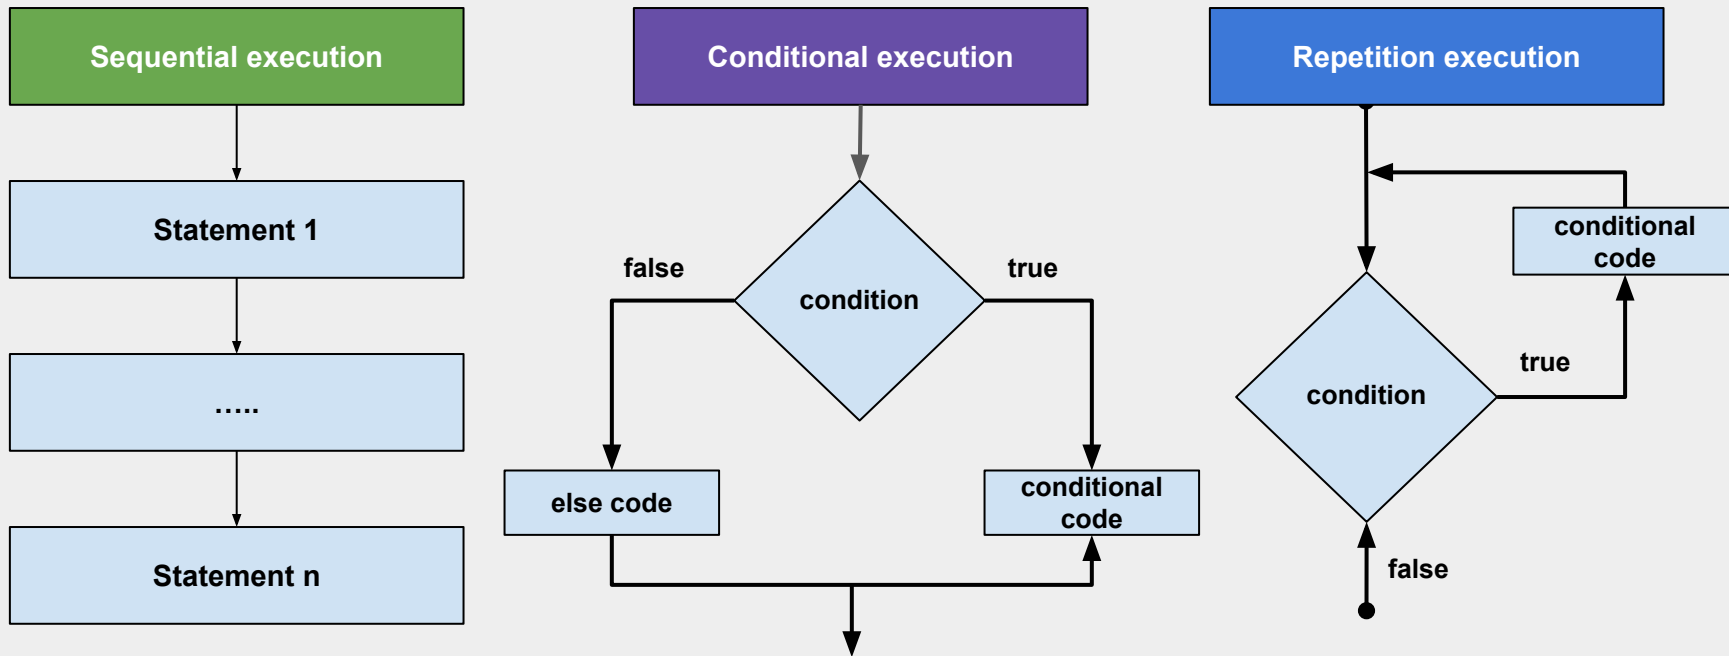 Sequential execution
Statement 1
…..
Statement n
Conditional execution
false
true
condition
else code
conditional
code
Repetition execution
conditional
code
true
condition
false